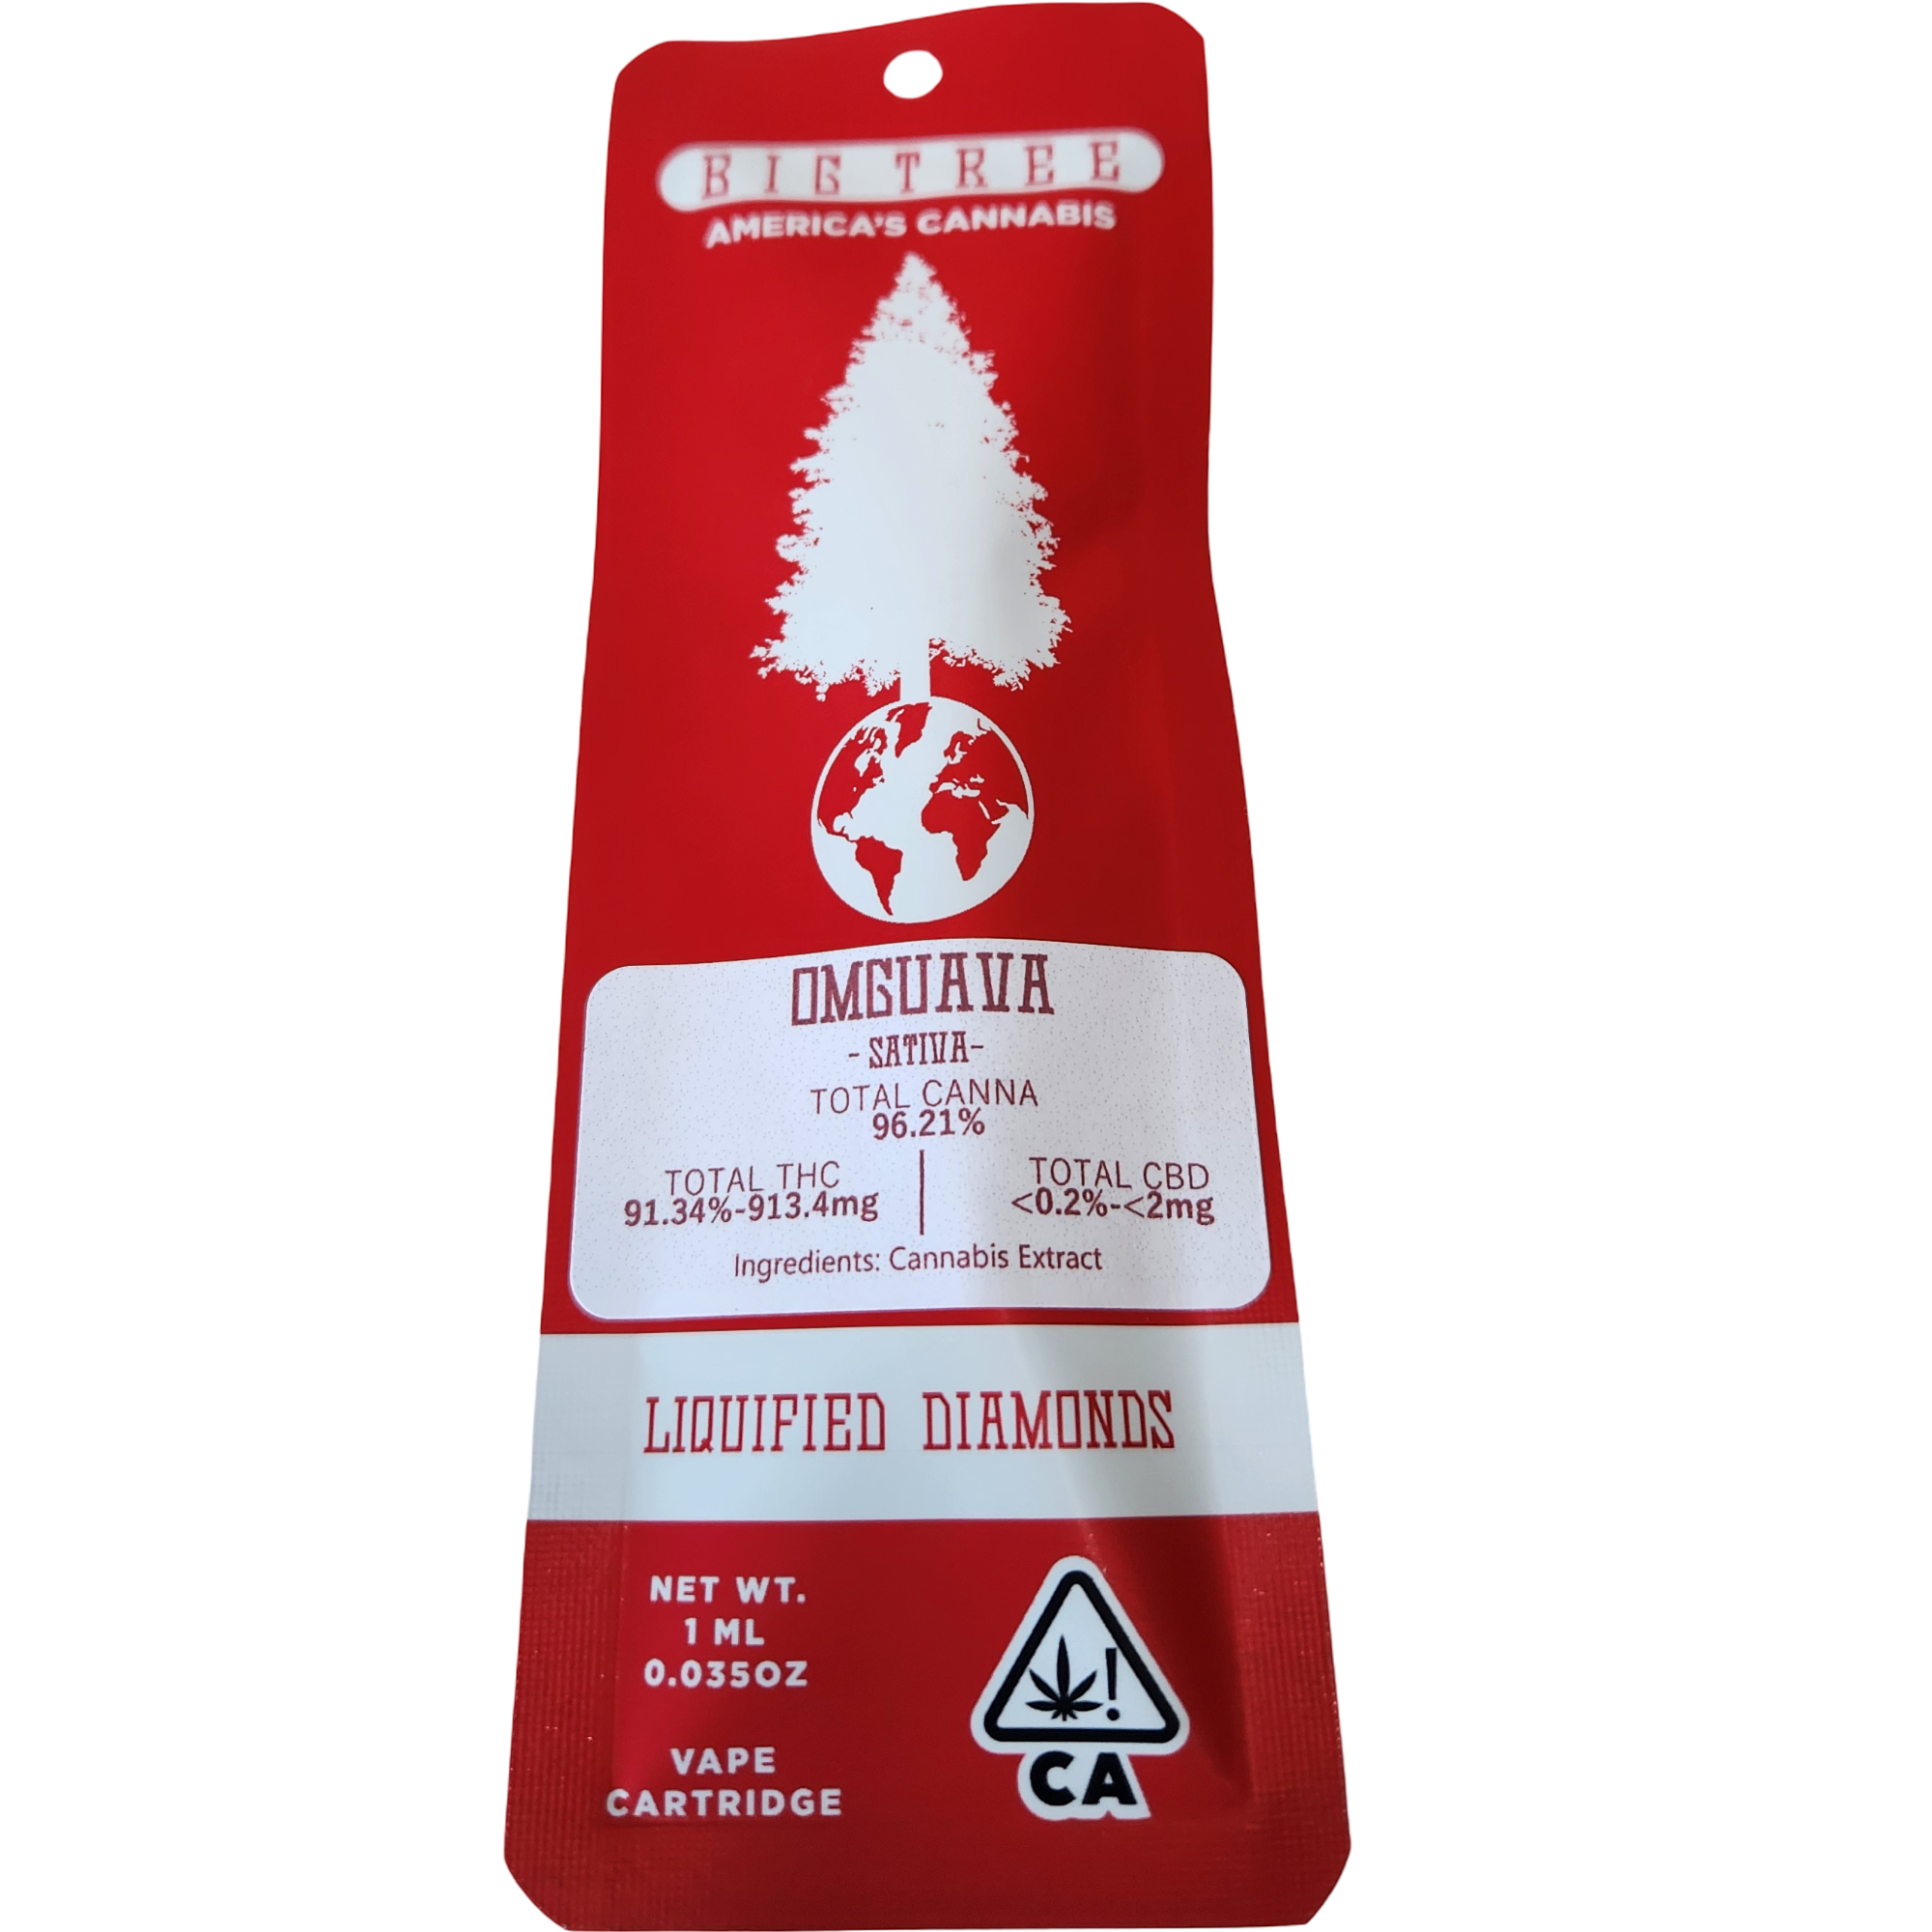 BIG TREE
AMERICA'S CANNABIS
OMGUAVA
-SATIVA-
TOTAL CANNA
96.21%
TOTAL THC
91.34%-913.4mg
TOTAL CBD
<0.2%-<2mg
Ingredients: Cannabis Extract
LIQUIFIED DIAMONDS
NET WT.
1 ML
0.035OZ
VAPE
CARTRIDGE
!
CA